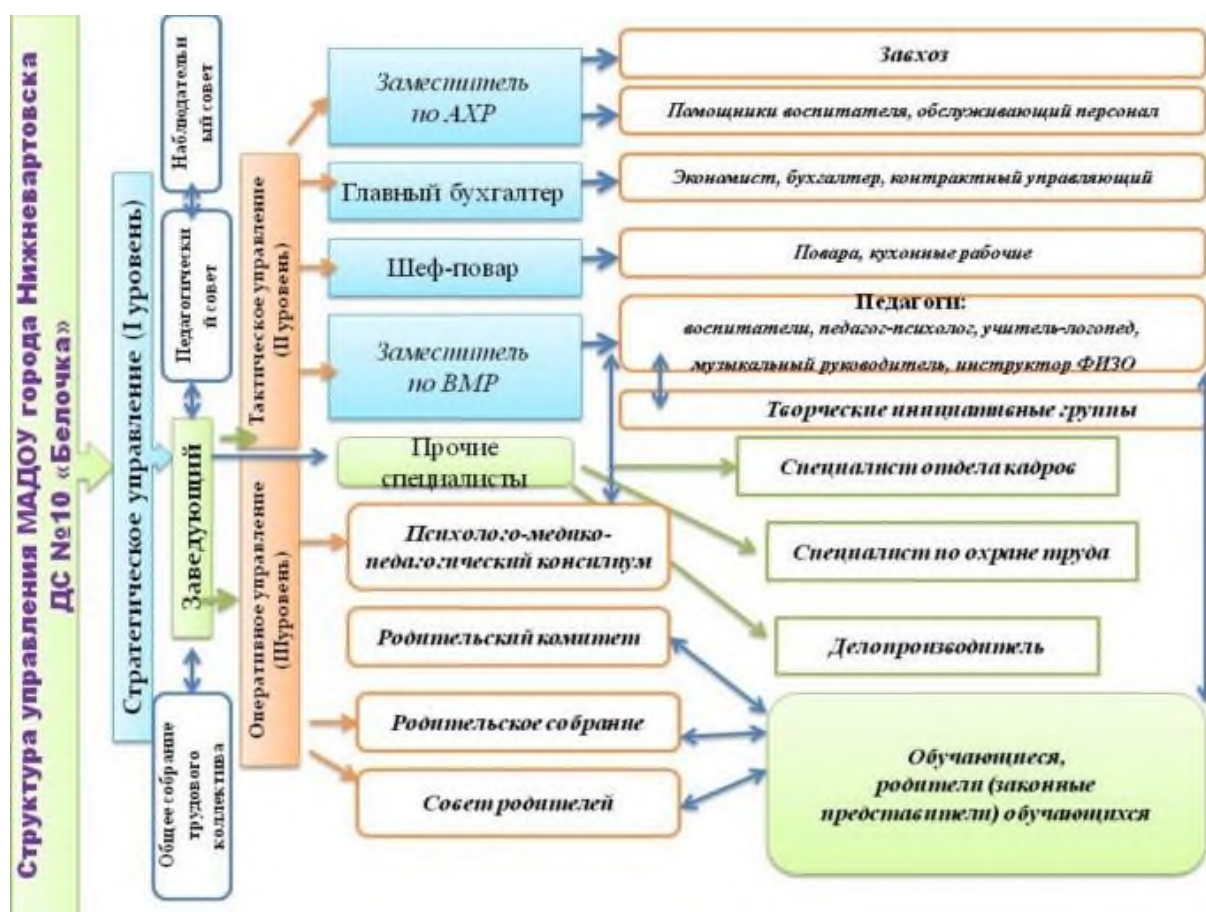 Структура управления МАДОУ города Нижневартовска
ДС №10 «Белочка»
Стратегическое управление (I уровень)
Наблюдательн
ый совет
Педагогически
й совет
Заведующий
Общее собрание
трудового
коллектива
Тактическое управление
(II уровень)
Оперативное управление
(III уровень)
Заместитель
по АХР
Главный бухгалтер
Шеф-повар
Заместитель
по ВМР
Прочие
специалисты
Психолого-медико-
педагогический консилиум
Родительский комитет
Родительское собрание
Совет родителей
Завхоз
Помощники воспитателя, обслуживающий персонал
Экономист, бухгалтер, контрактный управляющий
Повара, кухонные рабочие
Педагоги:
воспитатели, педагог-психолог, учитель-логопед,
музыкальный руководитель, инструктор ФИЗО
Творческие инициативные группы
Специалист отдела кадров
Специалист по охране труда
Делопроизводитель
Обучающиеся,
родители (законные
представители) обучающихся